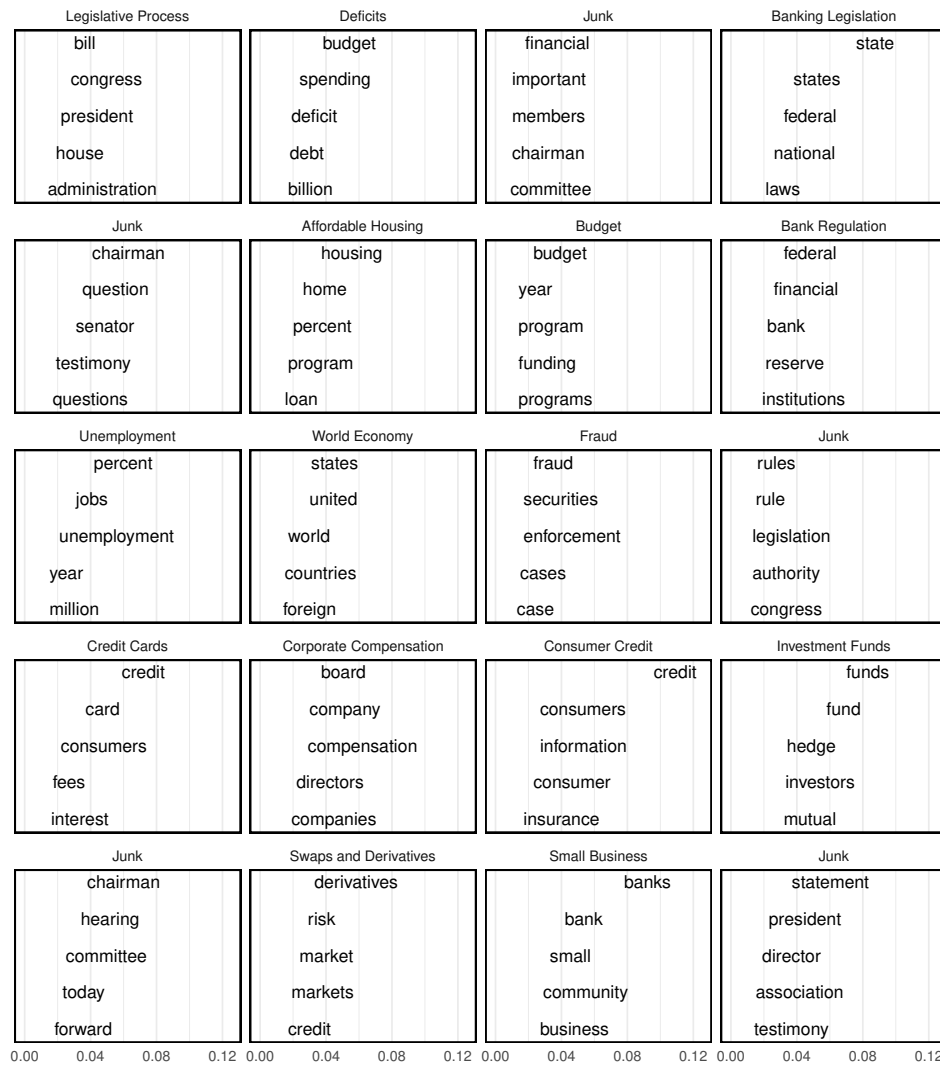 Legislative Process Deficits Junk Banking Legislation
bill budget financial state
congress spending important states
president deficit members federal
house debt chairman national
administration billion committee laws
Junk Affordable Housing Budget Bank Regulation
chairman housing budget federal
question home year financial
senator percent program bank
testimony program funding reserve
questions loan programs institutions
Unemployment World Economy Fraud Junk
percent states fraud rules
jobs united securities rule
unemployment world enforcement legislation
year countries cases authority
million foreign case congress
Credit Cards Corporate Compensation Consumer Credit Investment Funds
credit board credit funds
card company consumers fund
consumers compensation information hedge
fees directors consumer investors
interest companies insurance mutual
Junk Swaps and Derivatives Small Business Junk
chairman derivatives banks statement
hearing risk bank president
committee market small director
today markets community association
forward credit business testimony
0.00 0.04 0.08 0.12 0.00 0.04 0.08 0.12 0.04 0.08 0.12 0.00 0.04 0.08 0.12